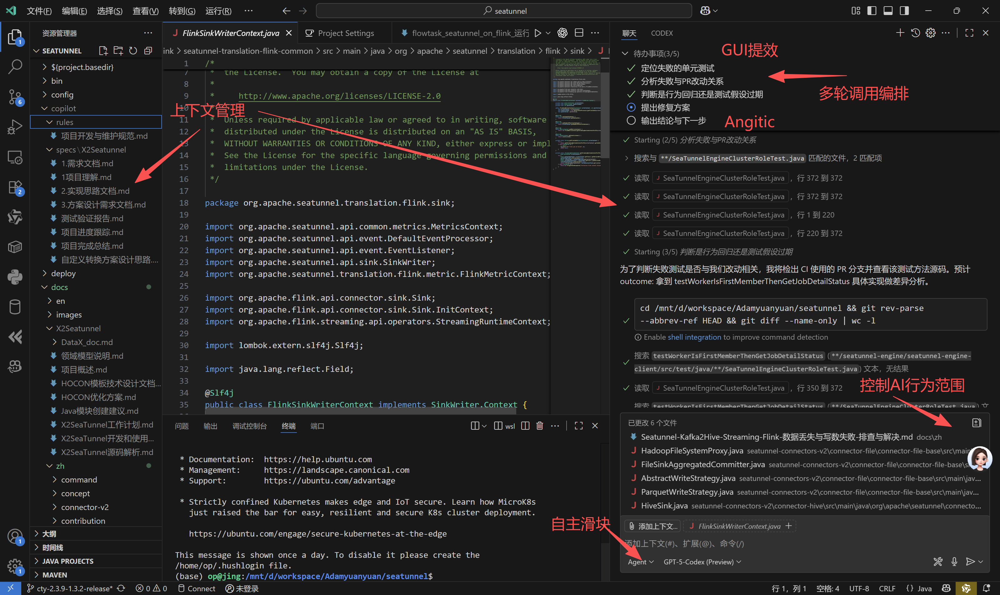 文件(F) 编辑(E) 选择(S) 查看(V) 转到(G) 运行(R) ··· seatunnel
资源管理器
SEATUNNEL
${project.basedir}
bin
config
copilot
rules
项目开发与维护规范.md
specs\X2Seatunnel
1.需求文档.md
1项目理解.md
2.实现思路文档.md
3.方案设计需求文档.md
测试验证报告.md
项目进度跟踪.md
项目完成总结.md
自定义转换方案设计思路....
deploy
docs
en
images
X2Seatunnel
DataX_doc.md
领域模型说明.md
项目概述.md
HOCON模板技术设计文档...
HOCON优化方案.md
Java模块创建建议.md
X2SeaTunnel工作计划.md
X2SeaTunnel开发和使用...
X2SeaTunnel源码解析.md
zh
command
concept
connector-v2
contribution
大纲
时间线
JAVA PROJECTS
MAVEN
1
6
2
1
1
FlinkSinkWriterContext.java Project Settings flowtask_seatunnel_on_flink_运行
ink > seatunnel-translation-flink-common > src > main > java > org > apache > seatunnel > translation > flink > sink > J
1 /*
7 * the License. You may obtain a copy of the License at
8 *
9 * http://www.apache.org/licenses/LICENSE-2.0
10 *
11 * Unless required by applicable law or agreed to in writing, software
12 * distributed under the License is distributed on an "AS IS" BASIS,
13 * WITHOUT WARRANTIES OR CONDITIONS OF ANY KIND, either express or impl
14 * See the License for the specific language governing permissions and
15 * limitations under the License.
16 */
17
18 package org.apache.seatunnel.translation.flink.sink;
19
20 import org.apache.seatunnel.api.common.metrics.MetricsContext;
21 import org.apache.seatunnel.api.event.DefaultEventProcessor;
22 import org.apache.seatunnel.api.event.EventListener;
23 import org.apache.seatunnel.api.sink.SinkWriter;
24 import org.apache.seatunnel.translation.flink.metric.FlinkMetricContext;
25
26 import org.apache.flink.api.connector.sink.Sink;
27 import org.apache.flink.api.connector.sink.Sink.InitContext;
28 import org.apache.flink.streaming.api.operators.StreamingRuntimeContext;
29
30 import lombok.extern.slf4j.Slf4j;
31
32 import java.lang.reflect.Field;
33
34 @Slf4j
35 public class FlinkSinkWriterContext implements SinkWriter.Context {
上下文管理
问题 输出 调试控制台 终端 端口 wsl
* Documentation: https://help.ubuntu.com
* Management: https://landscape.canonical.com
* Support: https://ubuntu.com/advantage
* Strictly confined Kubernetes makes edge and IoT secure. Learn how MicroK8s
just raised the bar for easy, resilient and secure K8s cluster deployment.
https://ubuntu.com/engage/secure-kubernetes-at-the-edge
This message is shown once a day. To disable it please create the
/home/op/.hushlogin file.
(base) op@jing:/mnt/d/workspace/Adamyuanyuan/seatunnel$
聊天 CODEX
GUI提效
待办事项(3/5)
定位失败的单元测试
分析失败与PR改动关系
判断是行为回归还是测试假设过期
多轮调用编排
提出修复方案
输出结论与下一步
Angitic
Starting (2/5) 分析失败与PR改动关系
搜索与 **/SeaTunnelEngineClusterRoleTest.java 匹配的文件，2 匹配项
读取 SeaTunnelEngineClusterRoleTest.java ，行 372 到 372
读取 SeaTunnelEngineClusterRoleTest.java ，行 372 到 372
读取 SeaTunnelEngineClusterRoleTest.java ，行 1 到 220
读取 SeaTunnelEngineClusterRoleTest.java ，行 220 到 372
Starting (3/5) 判断是行为回归还是测试假设过期
为了判断失败测试是否与我们改动相关，我将检出 CI 使用的 PR 分支并查看该测试方法源码。预计
outcome: 拿到 testWorkerIsFirstMemberThenGetJobDetailStatus 具体实现做差异分析。
cd /mnt/d/workspace/Adamyuanyuan/seatunnel && git rev-parse
--abbrev-ref HEAD && git diff --name-only | wc -l
Enable shell integration to improve command detection
搜索 testWorkerIsFirstMemberThenGetJobDetailStatus (**/seatunnel-engine/seatunnel-engine-
client/src/test/java/**/SeaTunnelEngineClusterRoleTest.java) 文本，无结果
读取 SeaTunnelEngineClusterRoleTest.java ，行 350 到 372
控制AI行为范围
搜索 testWorkerIsFirstMemberThenGetJobDetailStatus (**/SeaTunnelEngineClusterRoleTest.java) 文
已更改 6 个文件
Seatunnel-Kafka2Hive-Streaming-Flink-数据丢失与写数失败-排查与解决.md docs\zh
HadoopFileSystemProxy.java seatunnel-connectors-v2\connector-file\connector-file-base\src\main\
FileSinkAggregatedCommitter.java seatunnel-connectors-v2\connector-file\connector-file-base\s
AbstractWriteStrategy.java seatunnel-connectors-v2\connector-file\connector-file-base\src\main\jav...
ParquetWriteStrategy.java seatunnel-connectors-v2\connector-file\connector-file-base\src\main\jav...
HiveSink.java seatunnel-connectors-v2\connector-hive\src\main\java\org\apache\seatunnel\connecto...
自主滑块
添加上下文... FlinkSinkWriterContext.java +
添加上下文(#)、扩展(@)、命令(/)
Agent GPT-5-Codex (Preview)
cty-2.3.9-1.3.2-release* 0 0 Connect 未登录 行 1，列 1 空格: 4 UTF-8 CRLF {} Java